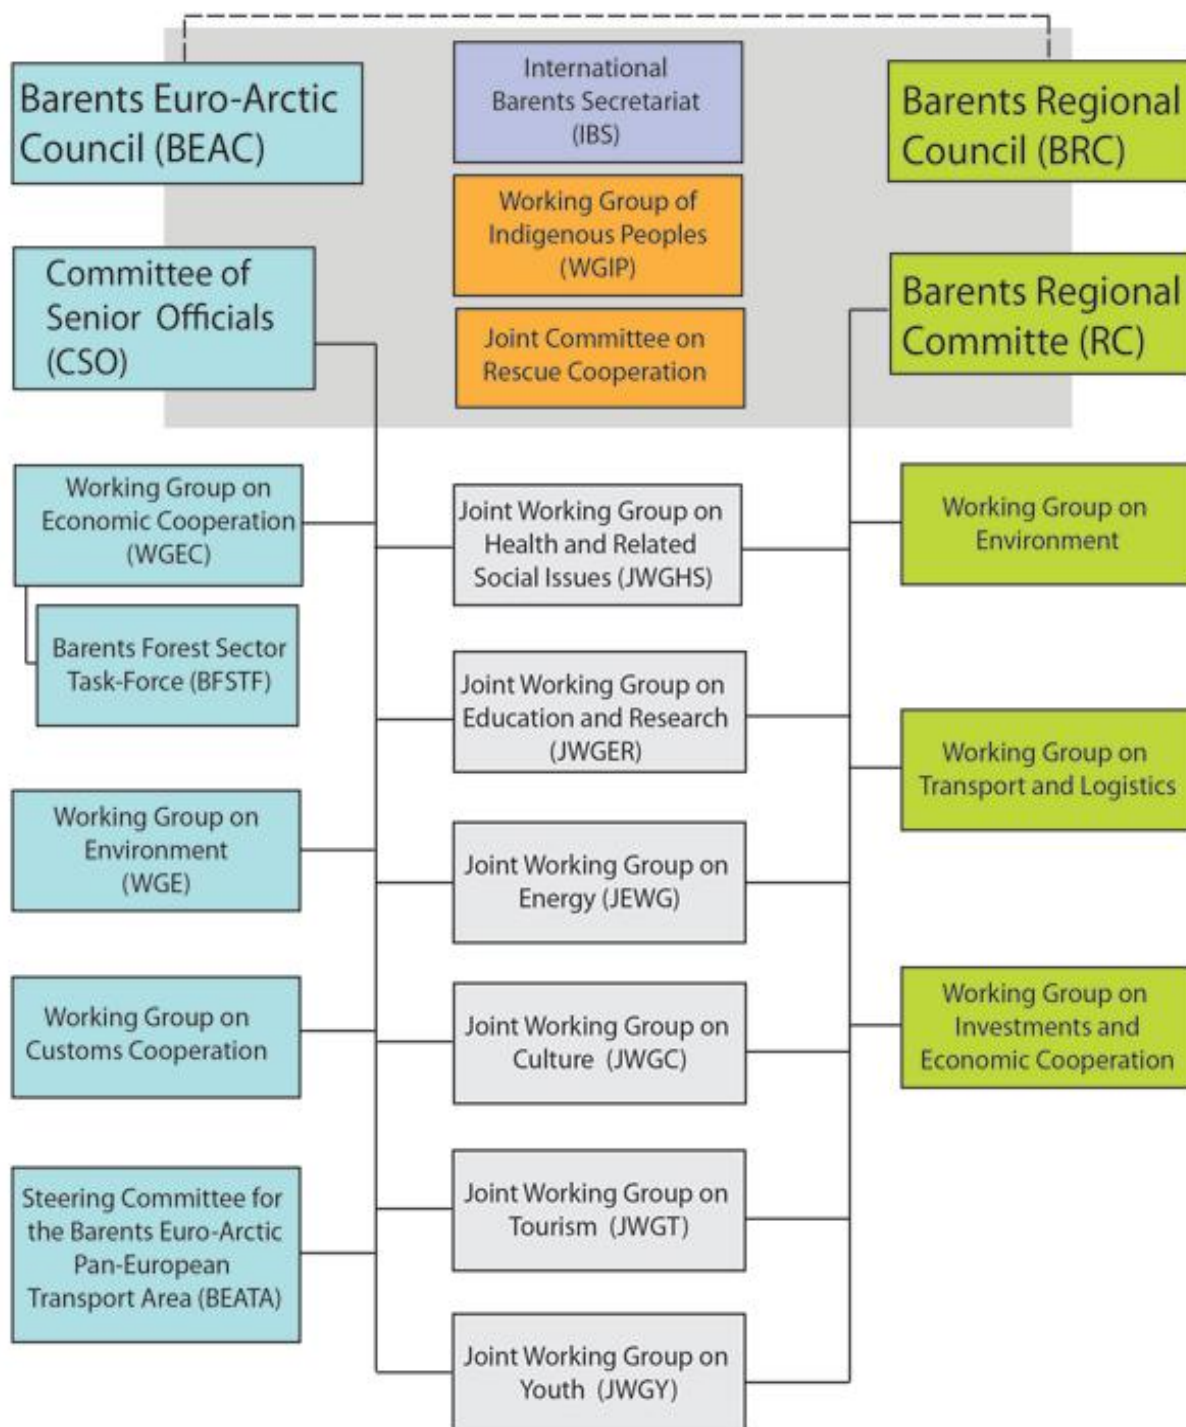 Barents Euro-Arctic
Council (BEAC)
International
Barents Secretariat
(IBS)
Barents Regional
Council (BRC)
Working Group of
Indigenous Peoples
(WGIP)
Committee of
Senior Officials
(CSO)
Joint Committee on
Rescue Cooperation
Barents Regional
Committe (RC)
Working Group on
Economic Cooperation
(WGEC)
Barents Forest Sector
Task-Force (BFSTF)
Working Group on
Environment
(WGE)
Working Group on
Customs Cooperation
Steering Committee for
the Barents Euro-Arctic
Pan-European
Transport Area (BEATA)
Joint Working Group on
Health and Related
Social Issues (JWGHS)
Joint Working Group on
Education and Research
(JWGER)
Joint Working Group on
Energy (JEWG)
Joint Working Group on
Culture (JWGC)
Joint Working Group on
Tourism (JWGT)
Joint Working Group on
Youth (JWGY)
Working Group on
Environment
Working Group on
Transport and Logistics
Working Group on
Investments and
Economic Cooperation